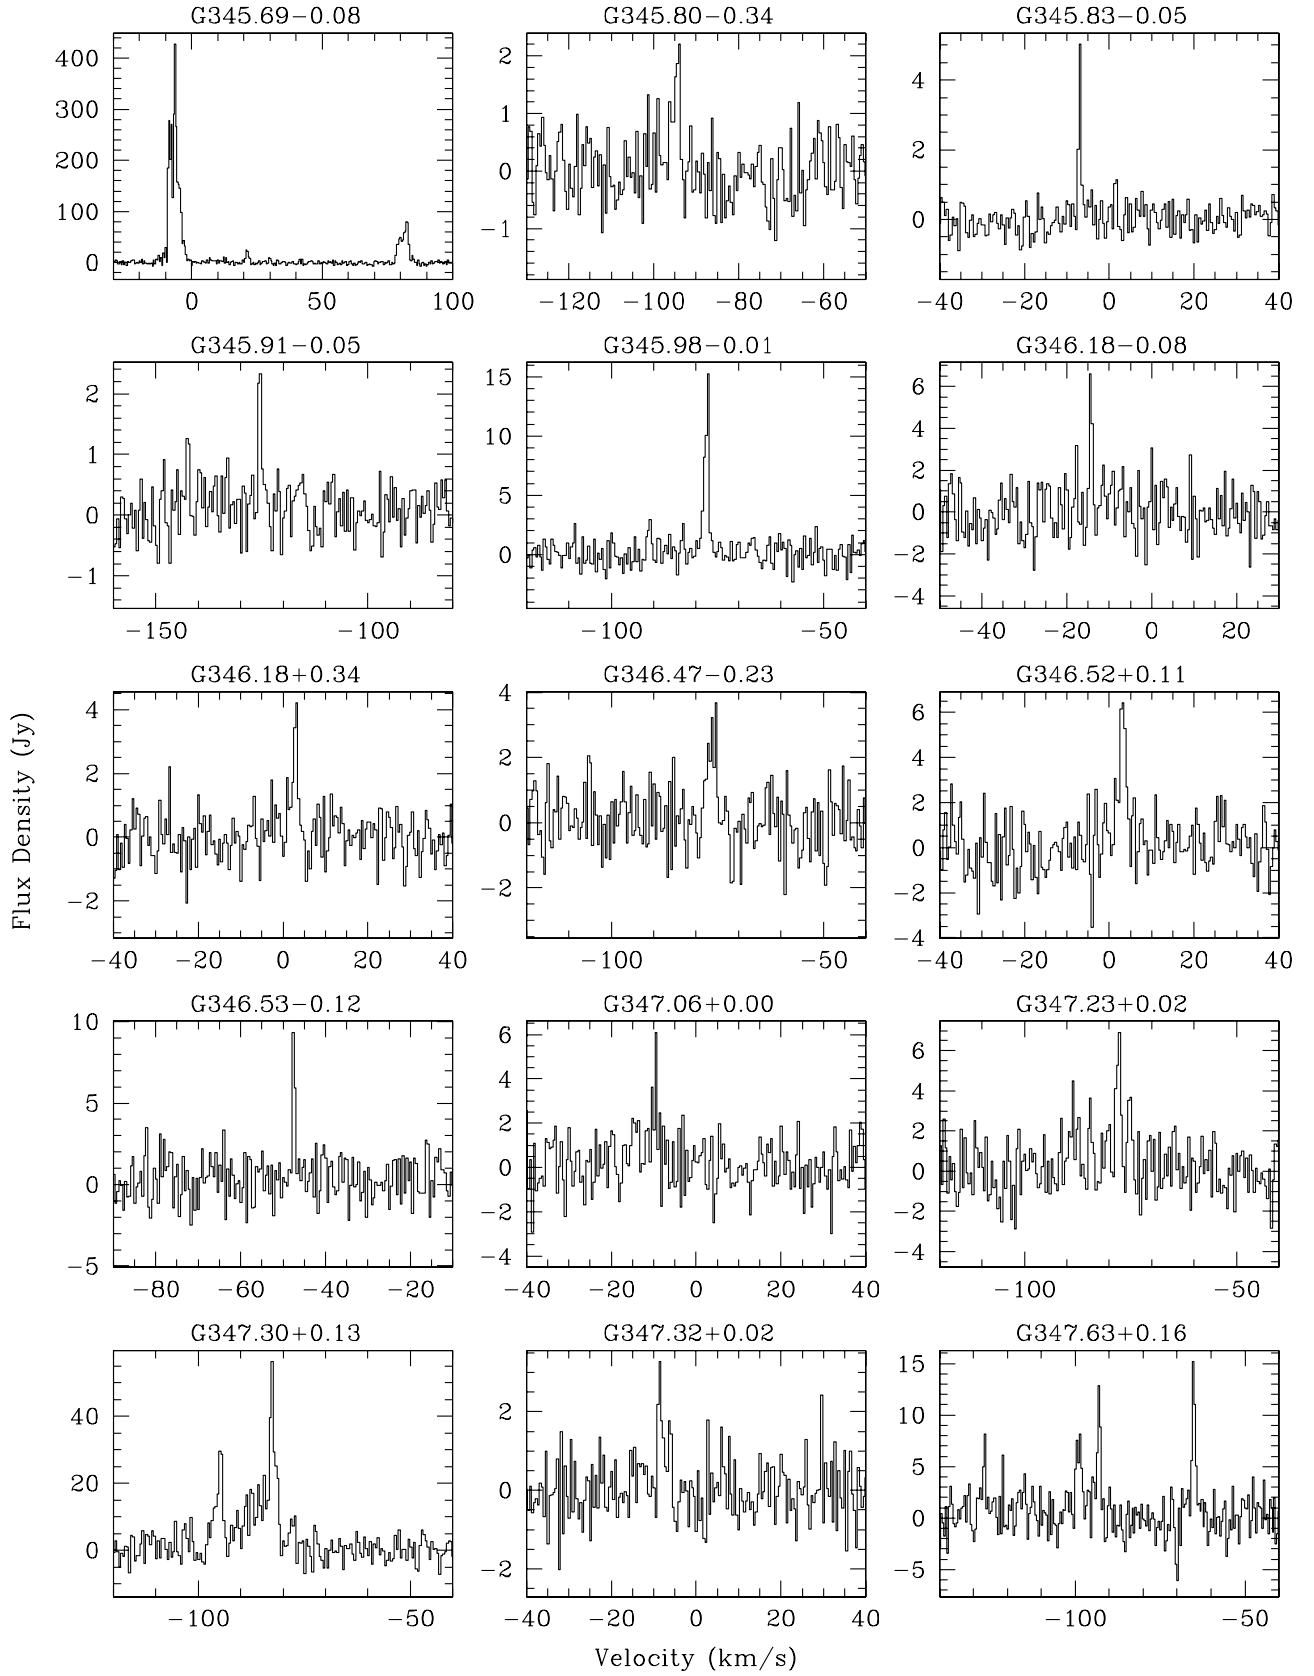 G345.69−0.08 G345.80−0.34 G345.83−0.05
400 300 200 100 0
2 1 0 −1
4 2 0
0 50 100 −120 −100 −80 −60 −40 −20 0 20 40
G345.91−0.05 G345.98−0.01 G346.18−0.08
2 1 0 −1
15 10 5 0
6 4 2 0 −2 −4
−150 −100 −100 −50 −40 −20 0 20
G346.18+0.34 G346.47−0.23 G346.52+0.11
4 2 0 −2
4 2 0 −2
6 4 2 0 −2 −4
−40 −20 0 20 40 −100 −50 −40 −20 0 20 40
Flux Density (Jy)
G346.53−0.12 G347.06+0.00 G347.23+0.02
10 5 0 −5
6 4 2 0 −2 −4
6 4 2 0 −2 −4
−80 −60 −40 −20 −40 −20 0 20 40 −100 −50
G347.30+0.13 G347.32+0.02 G347.63+0.16
40 20 0
2 0 −2
15 10 5 0 −5
−100 −50 −40 −20 0 20 40 −100 −50
Velocity (km/s)